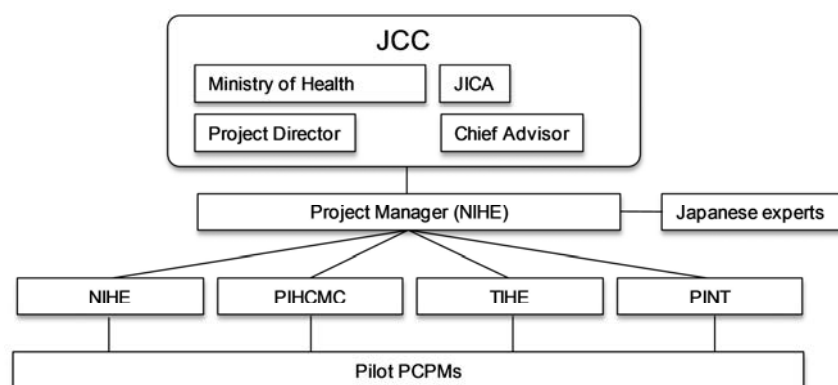 JCC
Ministry of Health
JICA
Project Director
Chief Advisor
Project Manager (NIHE)
Japanese experts
NIHE
PIHCMC
TIHE
PINT
Pilot PCPMs